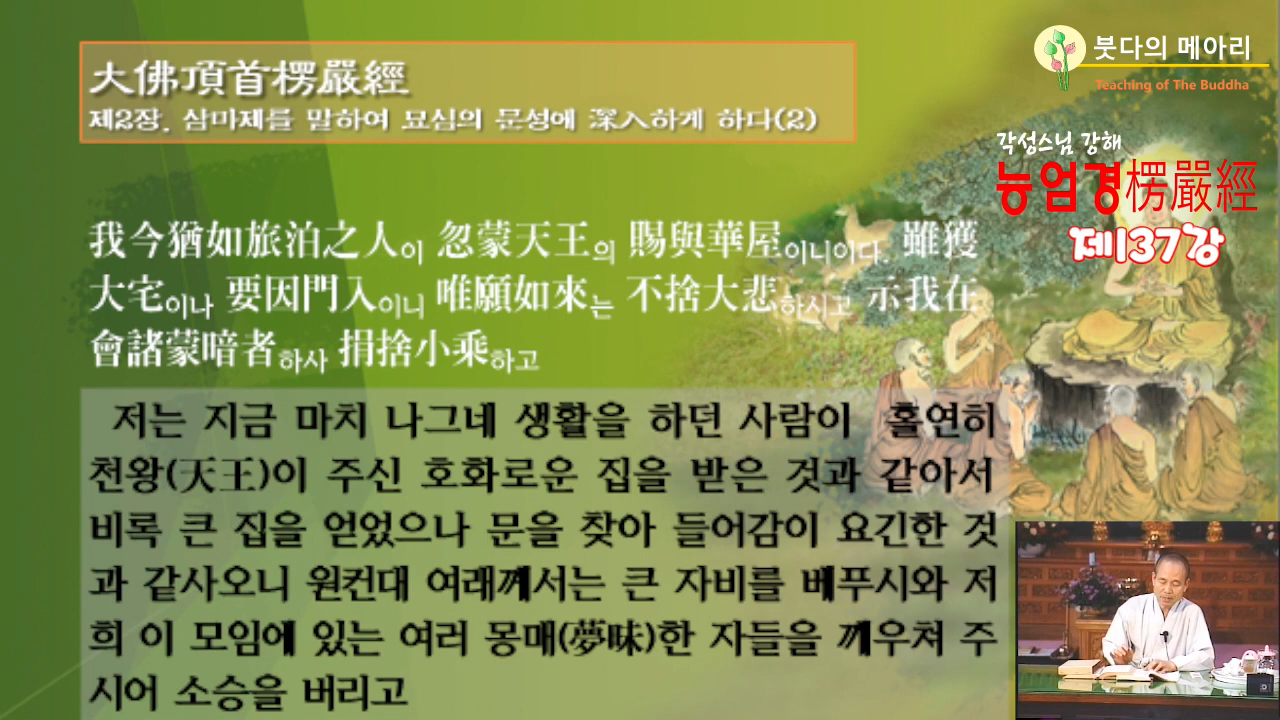 大佛頂首楞嚴經
제2장. 삼마제를 말하여 묘심의 문성에 深入하게 하다(2)
붓다의 메아리
Teaching of The Buddha
각성스님 강해
능엄경楞嚴經
제137강
我今猶如旅泊之人이 忽蒙天王의 賜與華屋이니이다. 雖獲
大宅이나 要因門入이니 唯願如來는 不捨大悲하시고 示我在
會諸蒙暗者하사 捐捨小乘하고
저는 지금 마치 나그네 생활을 하던 사람이 홀연히
천왕(天王)이 주신 호화로운 집을 받은 것과 같아서
비록 큰 집을 얻었으나 문을 찾아 들어감이 요긴한 것
과 같사오니 원컨대 여래께서는 큰 자비를 베푸시와 저
희 이 모임에 있는 여러 몽매(夢昧)한 자들을 깨우쳐 주
시어 소승을 버리고